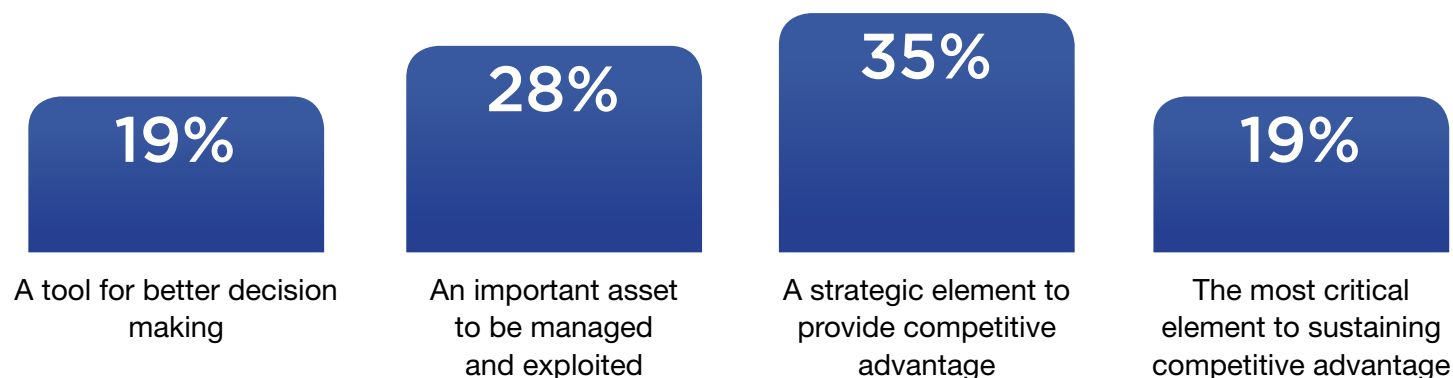 19%
28%
35%
19%
A tool for better decision
making
An important asset
to be managed
and exploited
A strategic element to
provide competitive
advantage
The most critical
element to sustaining
competitive advantage